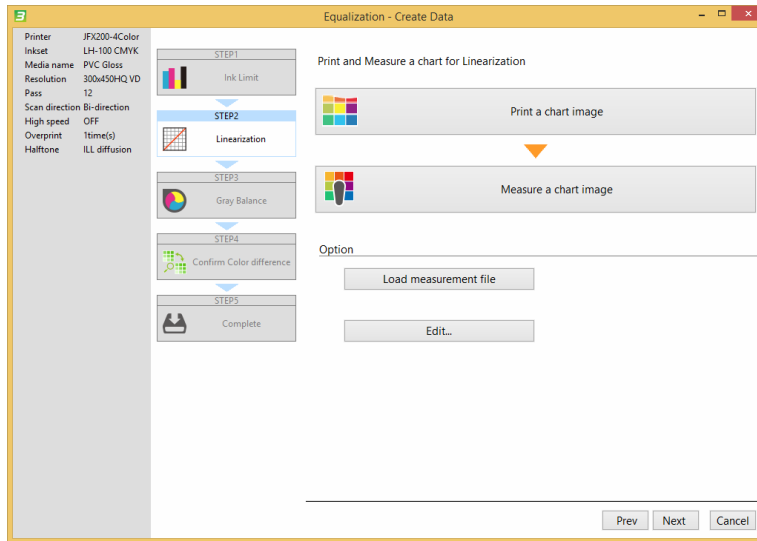 Equalization - Create Data
Printer JFX200-4Color
Inkset LH-100 CMYK
Media name PVC Gloss
Resolution 300x450HQ VD
Pass 12
Scan direction Bi-direction
High speed OFF
Overprint 1time(s)
Halftone ILL diffusion
STEP1
Ink Limit
STEP2
Linearization
STEP3
Gray Balance
STEP4
Confirm Color difference
STEP5
Complete
Print and Measure a chart for Linearization
Print a chart image
Measure a chart image
Option
Load measurement file
Edit...
Prev Next Cancel